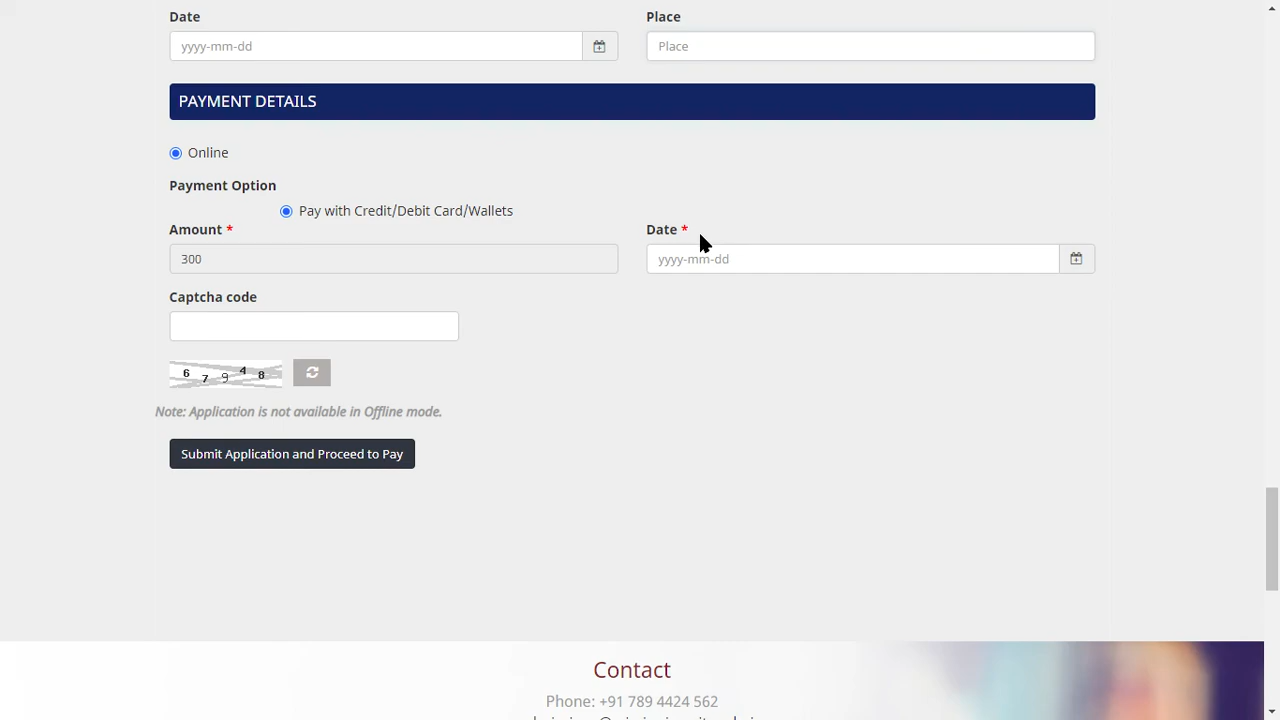 Date
Place
yyyy-mm-dd
Place
PAYMENT DETAILS
Online
Payment Option
Pay with Credit/Debit Card/Wallets
Amount *
Date *
300
yyyy-mm-dd
Captcha code
6 7 9 4 8
Note: Application is not available in Offline mode.
Submit Application and Proceed to Pay
Contact
Phone: +91 789 4424 562